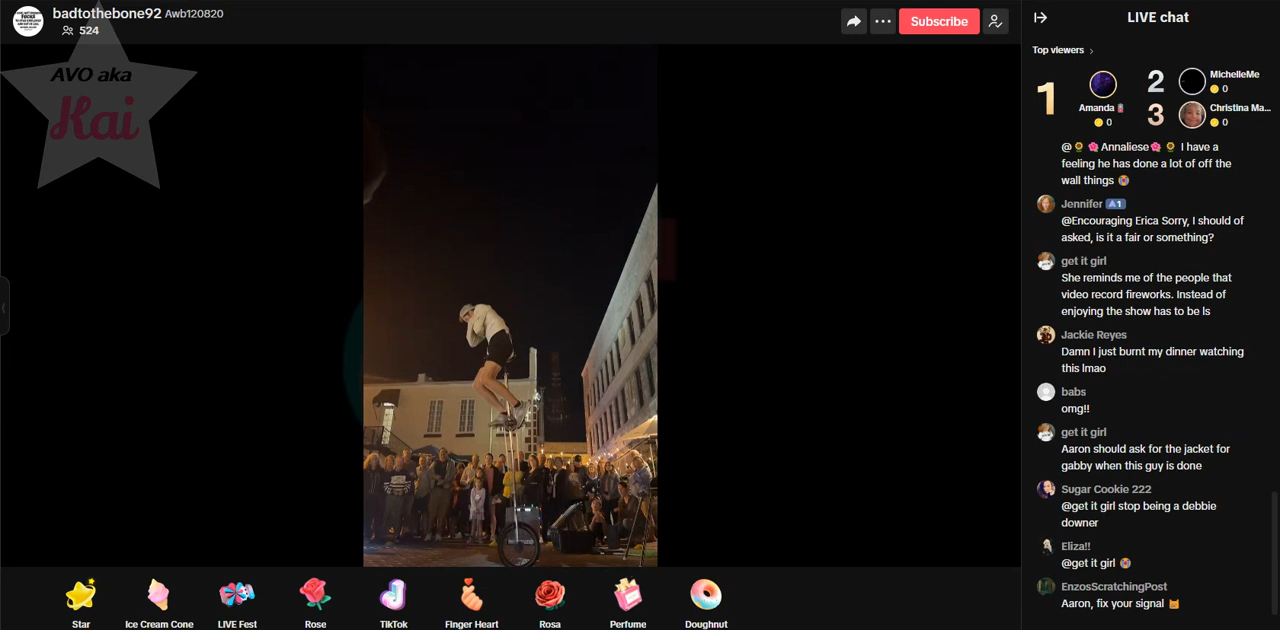 badtothebone92 Awb120820
524
Subscribe
AVO aka
Kai
LIVE chat
Top viewers
1
Amanda
0
2
MichelleMe
0
3
Christina Ma...
0
@🌻🌺Annaliese🌺🌻 I have a
feeling he has done a lot of off the
wall things 😭
Jennifer A1
@Encouraging Erica Sorry, I should of
asked, is it a fair or something?
get it girl
She reminds me of the people that
video record fireworks. Instead of
enjoying the show has to be ls
Jackie Reyes
Damn I just burnt my dinner watching
this lmao
babs
omg!!
get it girl
Aaron should ask for the jacket for
gabby when this guy is done
Sugar Cookie 222
@get it girl stop being a debbie
downer
Eliza!!
@get it girl 😭
EnzosScratchingPost
Aaron, fix your signal 😼
Star
Ice Cream Cone
LIVE Fest
Rose
TikTok
Finger Heart
Rosa
Perfume
Doughnut